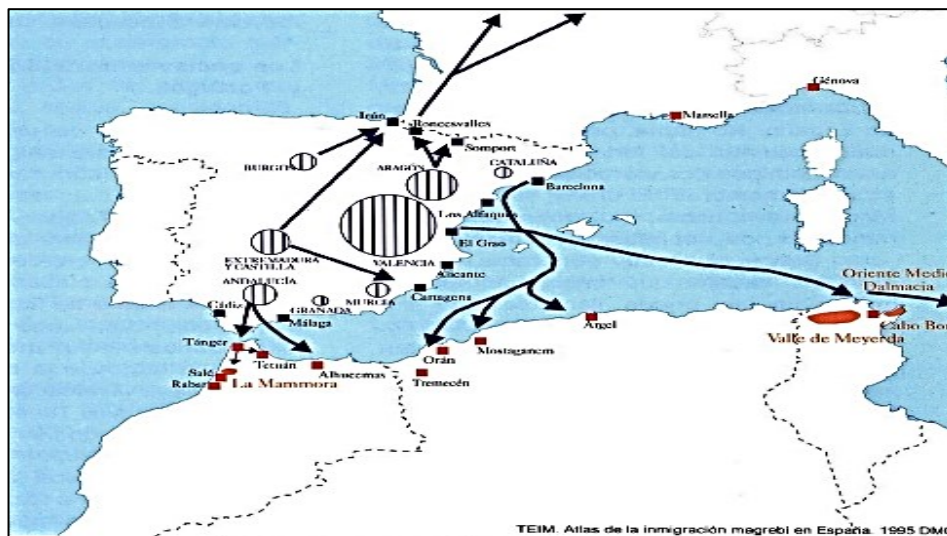 Génova
Marsella
Irún
Roncesvalles
Somport
BURGOS
ARAGÓN
CATALUÑA
Barcelona
Los Alfaques
El Grao
EXTREMADURA
Y CASTILLA
VALENCIA
Alicante
Oriente Medio
Dalmacia
ANDALUCÍA
MURCIA
Cartagena
GRANADA
Cádiz
Málaga
Argel
Cabo Bon
Valle de Meyerda
Tánger
Tetuán
Orán
Mostaganem
Alhucemas
Tremecén
Salé
Rabat
La Mammora
TEIM. Atlas de la inmigración magrebí en España. 1995 DM